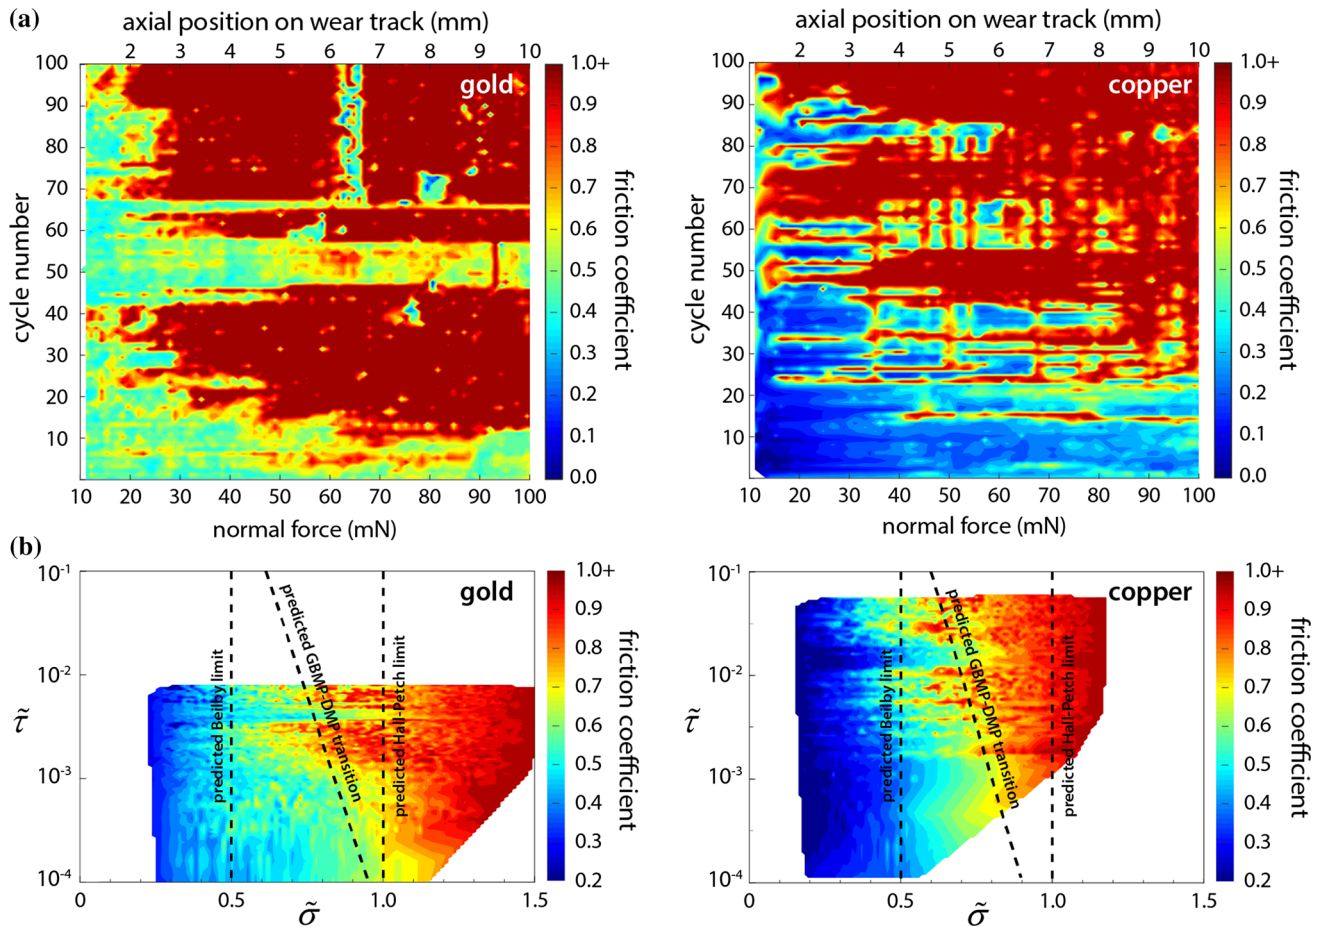 (a)
axial position on wear track (mm)
2 3 4 5 6 7 8 9 10
gold
cycle number
100
90
80
70
60
50
40
30
20
10
10 20 30 40 50 60 70 80 90 100
normal force (mN)
1.0+
0.9
0.8
0.7
0.6
0.5
0.4
0.3
0.2
0.1
0.0
friction coefficient
axial position on wear track (mm)
2 3 4 5 6 7 8 9 10
copper
cycle number
100
90
80
70
60
50
40
30
20
10
10 20 30 40 50 60 70 80 90 100
normal force (mN)
1.0+
0.9
0.8
0.7
0.6
0.5
0.4
0.3
0.2
0.1
0.0
friction coefficient
(b)
gold
τ̃
10⁻¹
10⁻²
10⁻³
10⁻⁴
predicted Beilby limit
predicted GBMP-DMP transition
predicted Hall-Petch limit
0 0.5 1.0 1.5
σ̃
1.0+
0.9
0.8
0.7
0.6
0.5
0.4
0.3
0.2
friction coefficient
copper
τ̃
10⁻¹
10⁻²
10⁻³
10⁻⁴
predicted Beilby limit
predicted GBMP-DMP transition
predicted Hall-Petch limit
0 0.5 1.0 1.5
σ̃
1.0+
0.9
0.8
0.7
0.6
0.5
0.4
0.3
0.2
friction coefficient